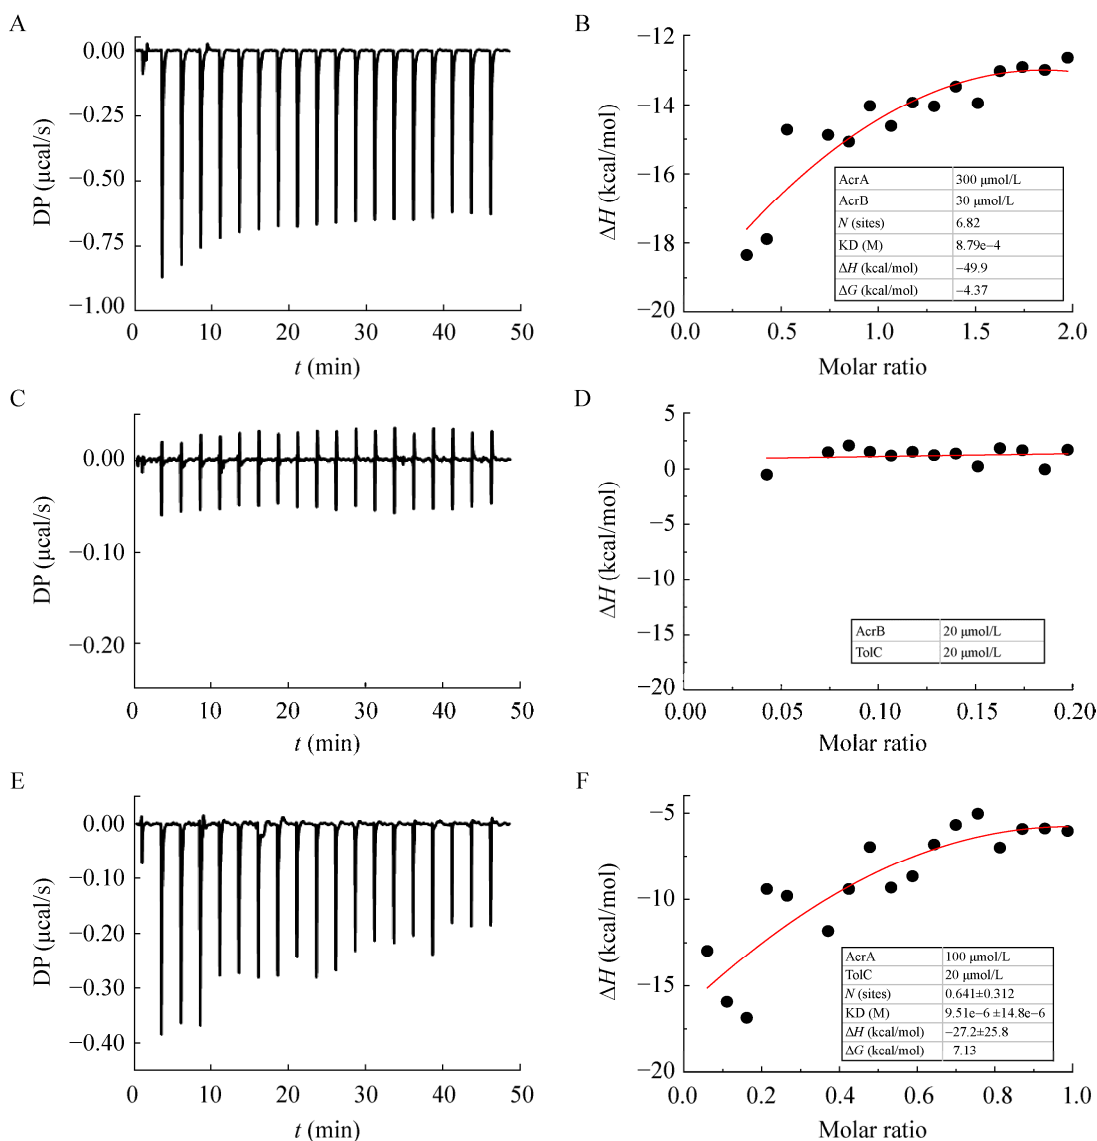 A
DP (μcal/s)
0.00
−0.25
−0.50
−0.75
−1.00
0 10 20 30 40 50
t (min)
B
ΔH (kcal/mol)
−12
−14
−16
−18
−20
0.0 0.5 1.0 1.5 2.0
Molar ratio
AcrA 300 μmol/L
AcrB 30 μmol/L
N (sites) 6.82
KD (M) 8.79e−4
ΔH (kcal/mol) −49.9
ΔG (kcal/mol) −4.37
C
DP (μcal/s)
0.00
−0.10
−0.20
0 10 20 30 40 50
t (min)
D
ΔH (kcal/mol)
5
0
−5
−10
−15
−20
0.00 0.05 0.10 0.15 0.20
Molar ratio
AcrB 20 μmol/L
TolC 20 μmol/L
E
DP (μcal/s)
0.00
−0.10
−0.20
−0.30
−0.40
0 10 20 30 40 50
t (min)
F
ΔH (kcal/mol)
−5
−10
−15
−20
0.0 0.2 0.4 0.6 0.8 1.0
Molar ratio
AcrA 100 μmol/L
TolC 20 μmol/L
N (sites) 0.641±0.312
KD (M) 9.51e−6 ±14.8e−6
ΔH (kcal/mol) −27.2±25.8
ΔG (kcal/mol) 7.13